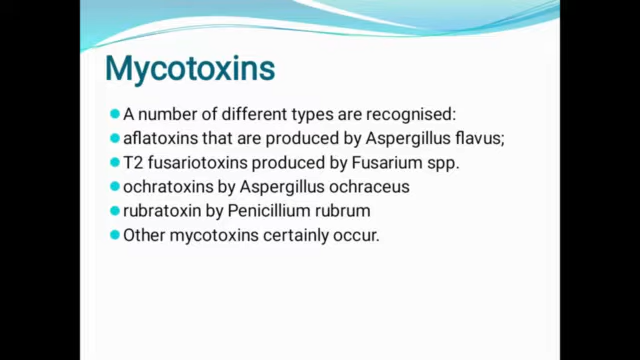 Mycotoxins
A number of different types are recognised:
aflatoxins that are produced by Aspergillus flavus;
T2 fusariotoxins produced by Fusarium spp.
ochratoxins by Aspergillus ochraceus
rubratoxin by Penicillium rubrum
Other mycotoxins certainly occur.